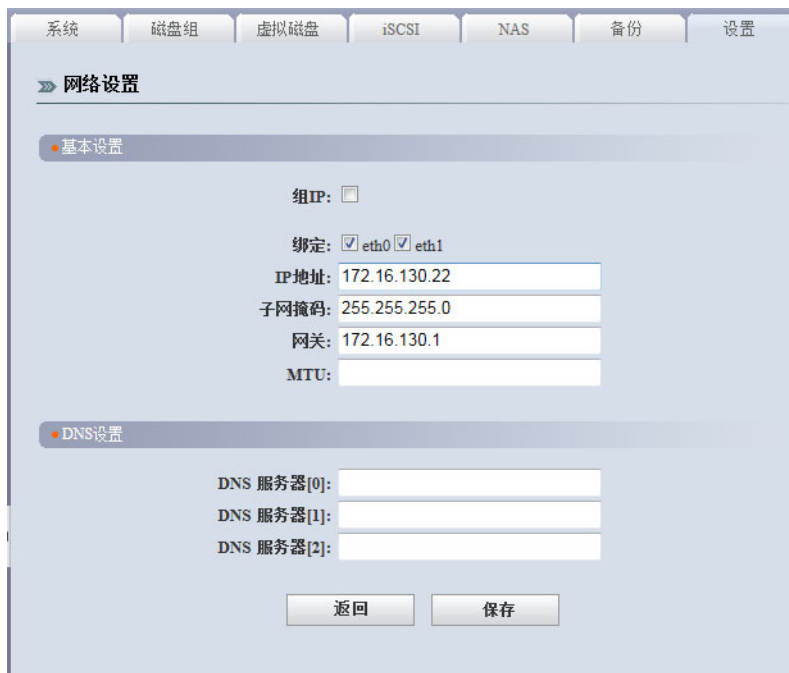 系统 磁盘组 虚拟磁盘 iSCSI NAS 备份 设置
网络设置
基本设置
组IP:
绑定: eth0 eth1
IP地址: 172.16.130.22
子网掩码: 255.255.255.0
网关: 172.16.130.1
MTU:
DNS设置
DNS 服务器[0]:
DNS 服务器[1]:
DNS 服务器[2]:
返回 保存